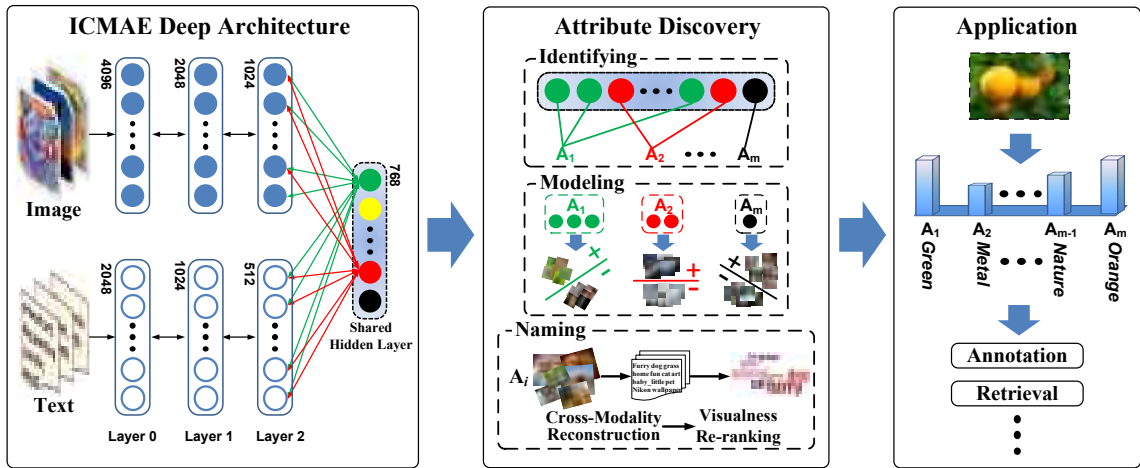 ICMAE Deep Architecture
4096
2048
1024
768
Image
2048
1024
512
Shared
Hidden Layer
Text
Layer 0
Layer 1
Layer 2
Attribute Discovery
Identifying
A1
A2
Am
Modeling
A1
A2
Am
+
-
+
-
+
-
Naming
Ai
Furry dog grass
home fun cat art
baby_little pet
Nikon wallpaper
Cross-Modality
Reconstruction
Visualness
Re-ranking
Application
A1
A2
Am-1
Am
Green
Metal
Nature
Orange
Annotation
Retrieval